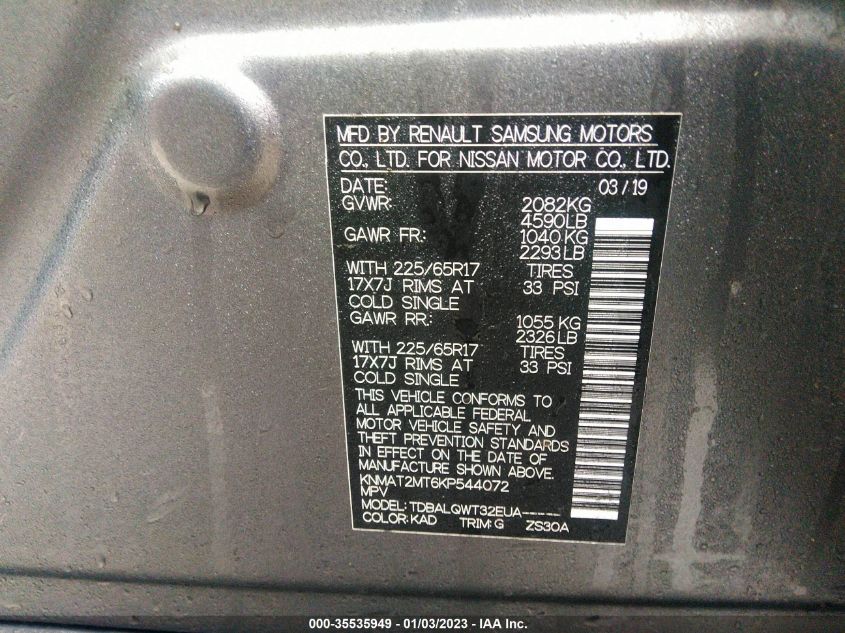 MFD BY RENAULT SAMSUNG MOTORS
CO., LTD. FOR NISSAN MOTOR CO., LTD.
DATE: 03/19
GVWR: 2082KG
4590LB
GAWR FR.: 1040KG
2293LB
WITH 225/65R17 TIRES
17X7J RIMS AT 33 PSI
COLD SINGLE
GAWR RR.: 1055 KG
2326LB
WITH 225/65R17 TIRES
17X7J RIMS AT 33 PSI
COLD SINGLE
THIS VEHICLE CONFORMS TO
ALL APPLICABLE FEDERAL
MOTOR VEHICLE SAFETY AND
THEFT PREVENTION STANDARDS
IN EFFECT ON THE DATE OF
MANUFACTURE SHOWN ABOVE.
KNMAT2MT6KP544072
MPV
MODEL: TDBALQWT32EUA-----
COLOR: KAD TRIM: G ZS30A
000-35535949 - 01/03/2023 - IAA Inc.